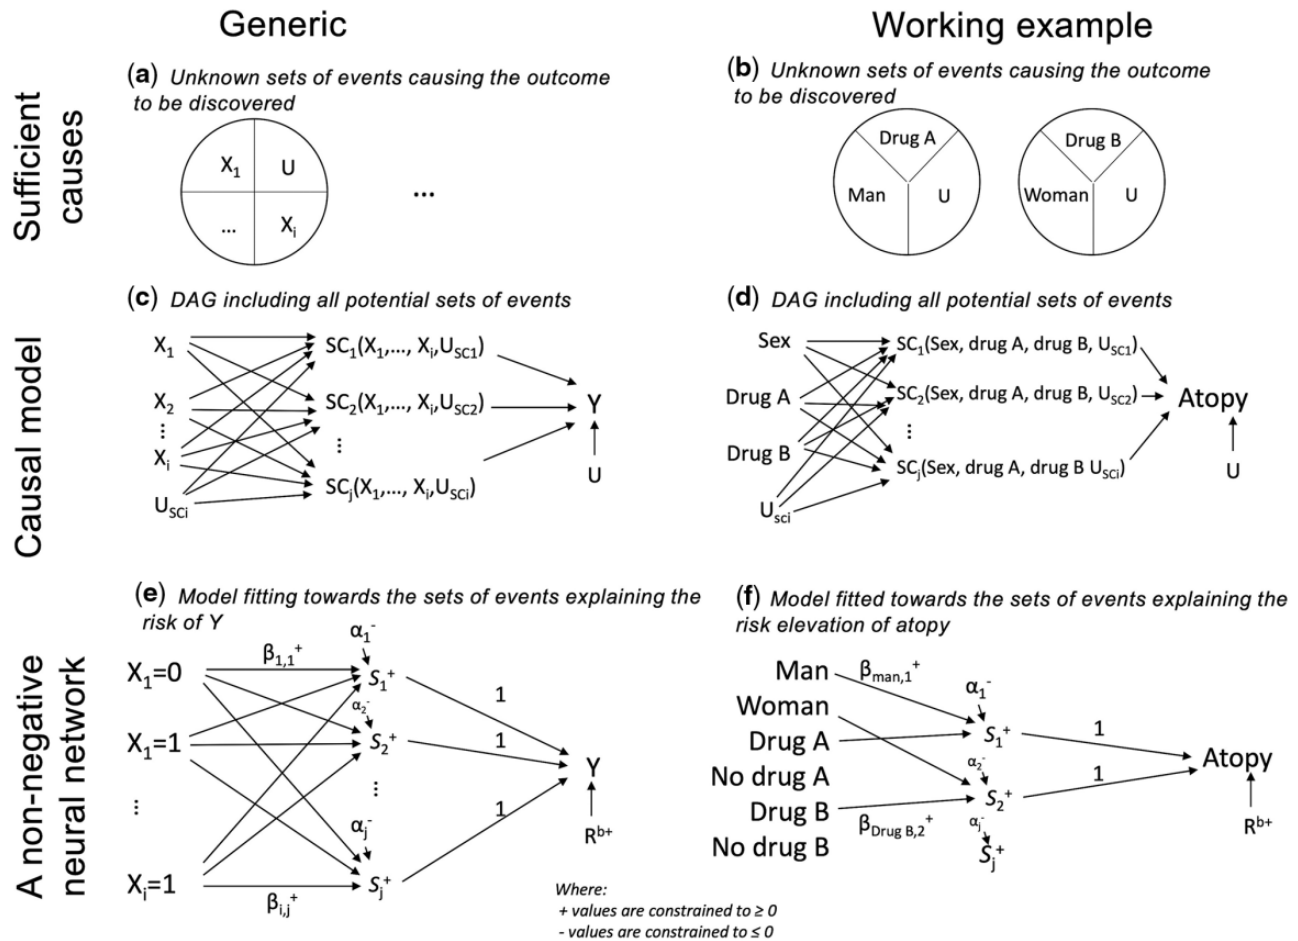 Generic
Working example
Sufficient
causes
(a) Unknown sets of events causing the outcome
to be discovered
X1
U
...
Xi
...
(b) Unknown sets of events causing the outcome
to be discovered
Drug A
Man
U
Drug B
Woman
U
Causal model
(c) DAG including all potential sets of events
X1
X2
⋮
Xi
USCi
SC1(X1,..., Xi,USC1)
SC2(X1,..., Xi,USC2)
⋮
SCj(X1,..., Xi,USCi)
Y
U
(d) DAG including all potential sets of events
Sex
Drug A
Drug B
Usci
SC1(Sex, drug A, drug B, USC1)
SC2(Sex, drug A, drug B, USC2)
⋮
SCj(Sex, drug A, drug B USCi)
Atopy
U
A non-negative
neural network
(e) Model fitting towards the sets of events explaining the
risk of Y
X1=0
X1=1
⋮
Xi=1
β1,1+
βi,j+
α1-
S1+
α2-
S2+
⋮
αj-
Sj+
1
1
1
Y
Rb+
(f) Model fitted towards the sets of events explaining the
risk elevation of atopy
Man
Woman
Drug A
No drug A
Drug B
No drug B
βman,1+
βDrug B,2+
α1-
S1+
α2-
S2+
αj-
Sj+
1
1
Atopy
Rb+
Where:
+ values are constrained to ≥ 0
- values are constrained to ≤ 0